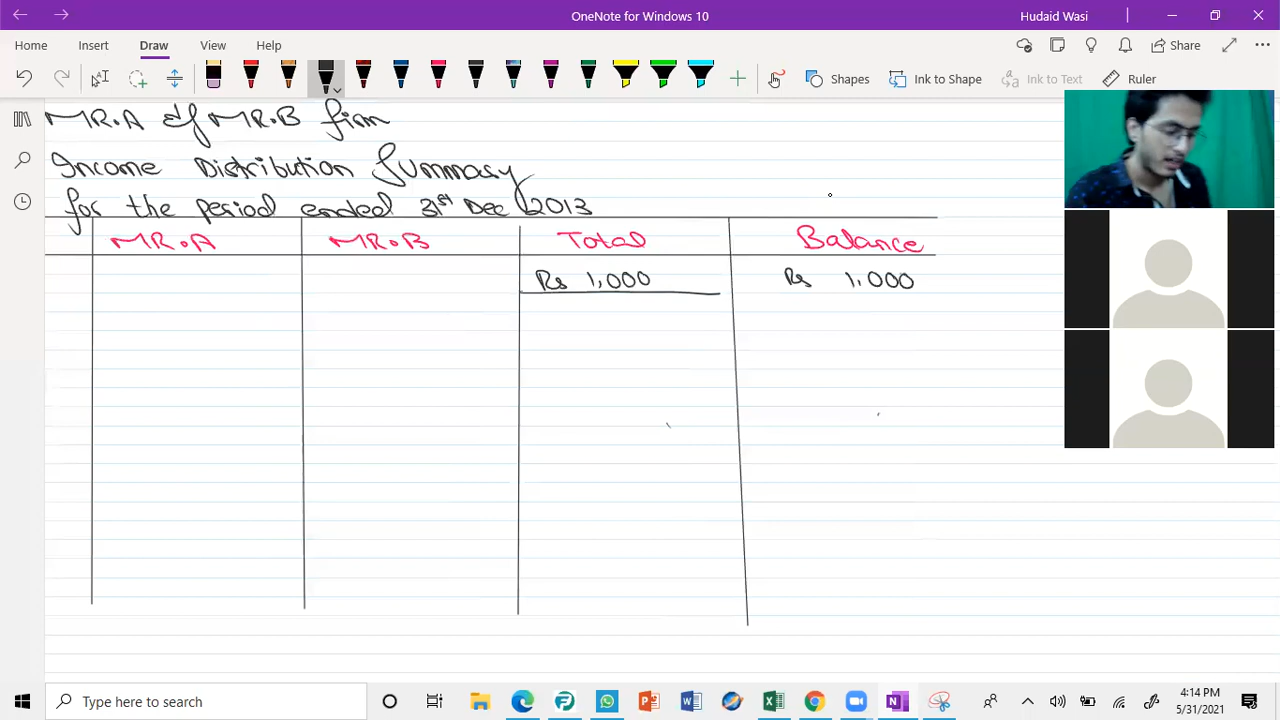 OneNote for Windows 10
Hudaid Wasi
Home Insert Draw View Help
Share
Shapes Ink to Shape Ink to Text Ruler
MR.A & MR.B firm
Income Distribution Summary
for the period ended 31st Dec 2013
MR.A MR.B Total Balance
Rs 1,000 Rs 1,000
Type here to search
4:14 PM
5/31/2021